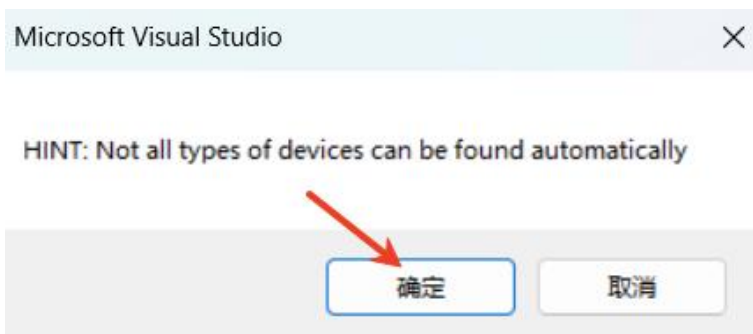 Microsoft Visual Studio
HINT: Not all types of devices can be found automatically
确定
取消